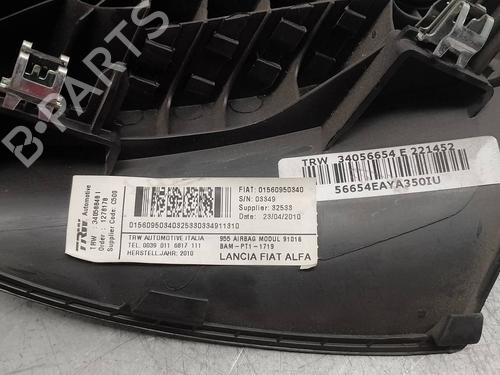 B-PARTS
TRW 34056654 E 221452
56654EAYA350IU
TRW Automotive
TRW 34056848 I
Order : 1278178
Supplier Code: C500
FIAT: 01560950340
S/N: 03349
Supplier: 32533
Date: 23/04/2010
01560950340325330334911310
TRW AUTOMOTIVE ITALIA
TEL. 0039 011 6817 111
HERSTELLJAHR: 2010
955 AIRBAG MODUL 91016
BAM-PT1-1719
LANCIA FIAT ALFA